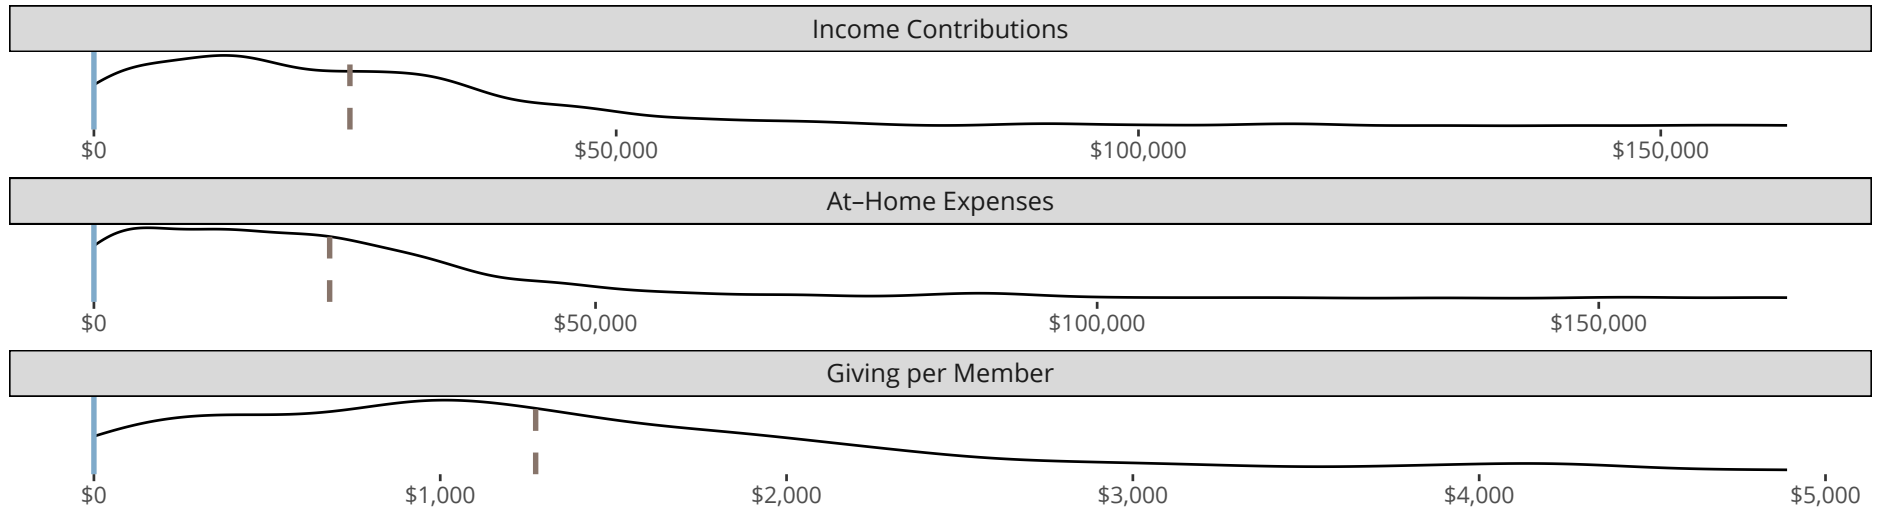 Income Contributions
$0 $50,000 $100,000 $150,000
At–Home Expenses
$0 $50,000 $100,000 $150,000
Giving per Member
$0 $1,000 $2,000 $3,000 $4,000 $5,000